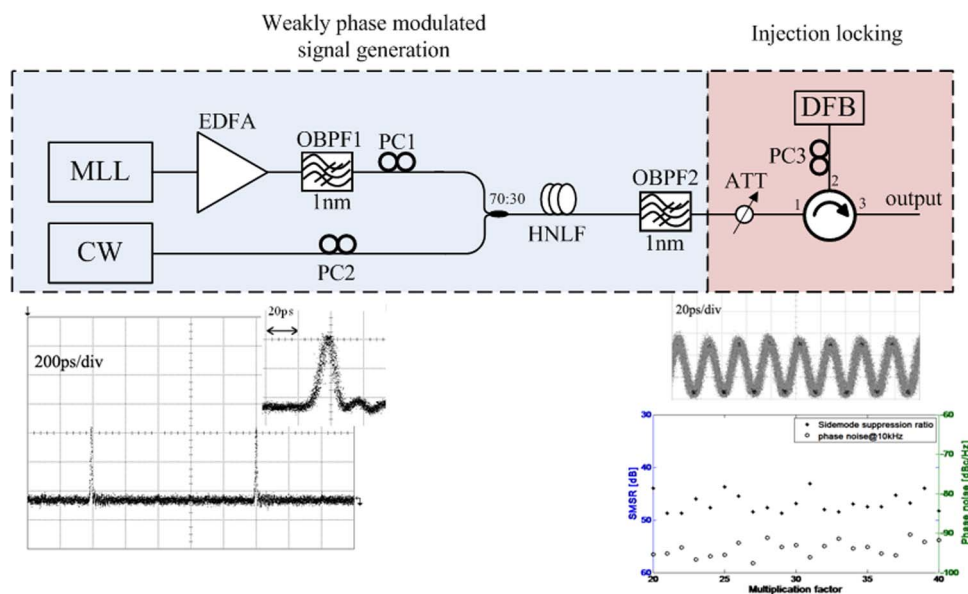 Weakly phase modulated
signal generation
Injection locking
EDFA
OBPF1
PC1
MLL
1nm
CW
PC2
70:30
HNLF
OBPF2
1nm
DFB
PC3
ATT
1
2
3
output
200ps/div
20ps
20ps/div
Sidemode suppression ratio
phase noise@10kHz
SMSR [dB]
30
40
50
60
Phase noise [dBc/Hz]
-60
-70
-80
-90
-100
20
25
30
35
40
Multiplication factor